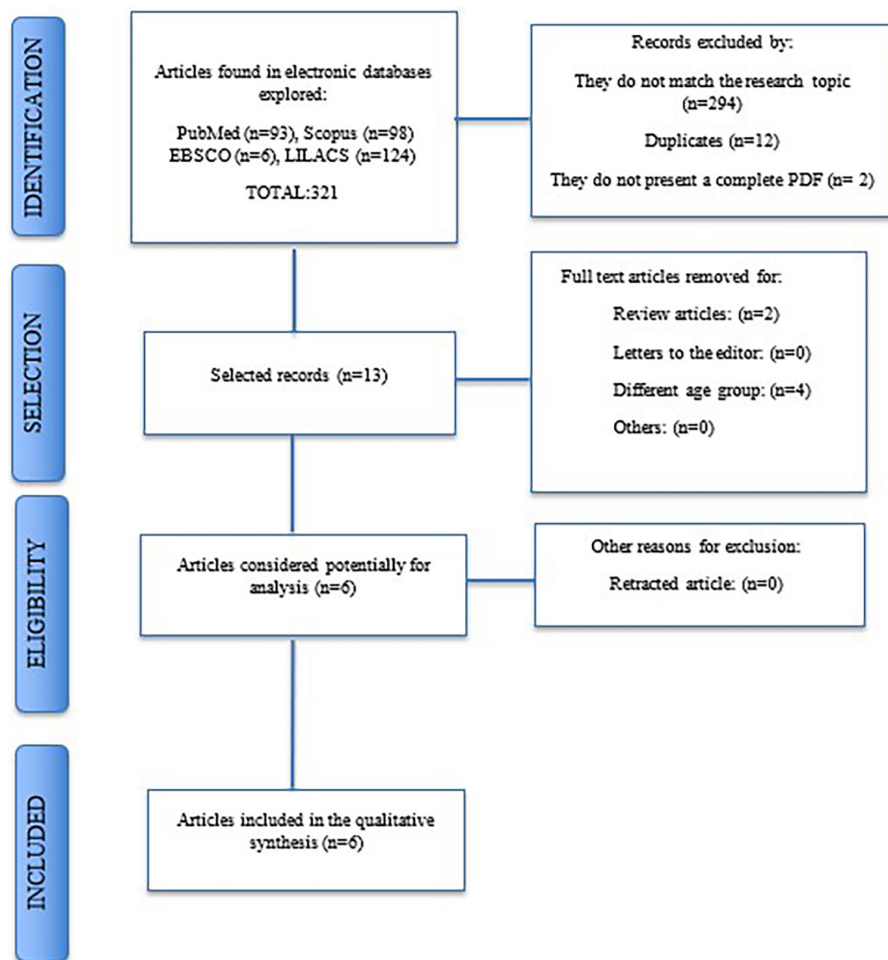 IDENTIFICATION
Articles found in electronic databases
explored:
PubMed (n=93), Scopus (n=98)
EBSCO (n=6), LILACS (n=124)
TOTAL:321
Records excluded by:
They do not match the research topic
(n=294)
Duplicates (n=12)
They do not present a complete PDF (n= 2)
SELECTION
Selected records (n=13)
Full text articles removed for:
Review articles: (n=2)
Letters to the editor: (n=0)
Different age group: (n=4)
Others: (n=0)
ELIGIBILITY
Articles considered potentially for
analysis (n=6)
Other reasons for exclusion:
Retracted article: (n=0)
INCLUDED
Articles included in the qualitative
synthesis (n=6)